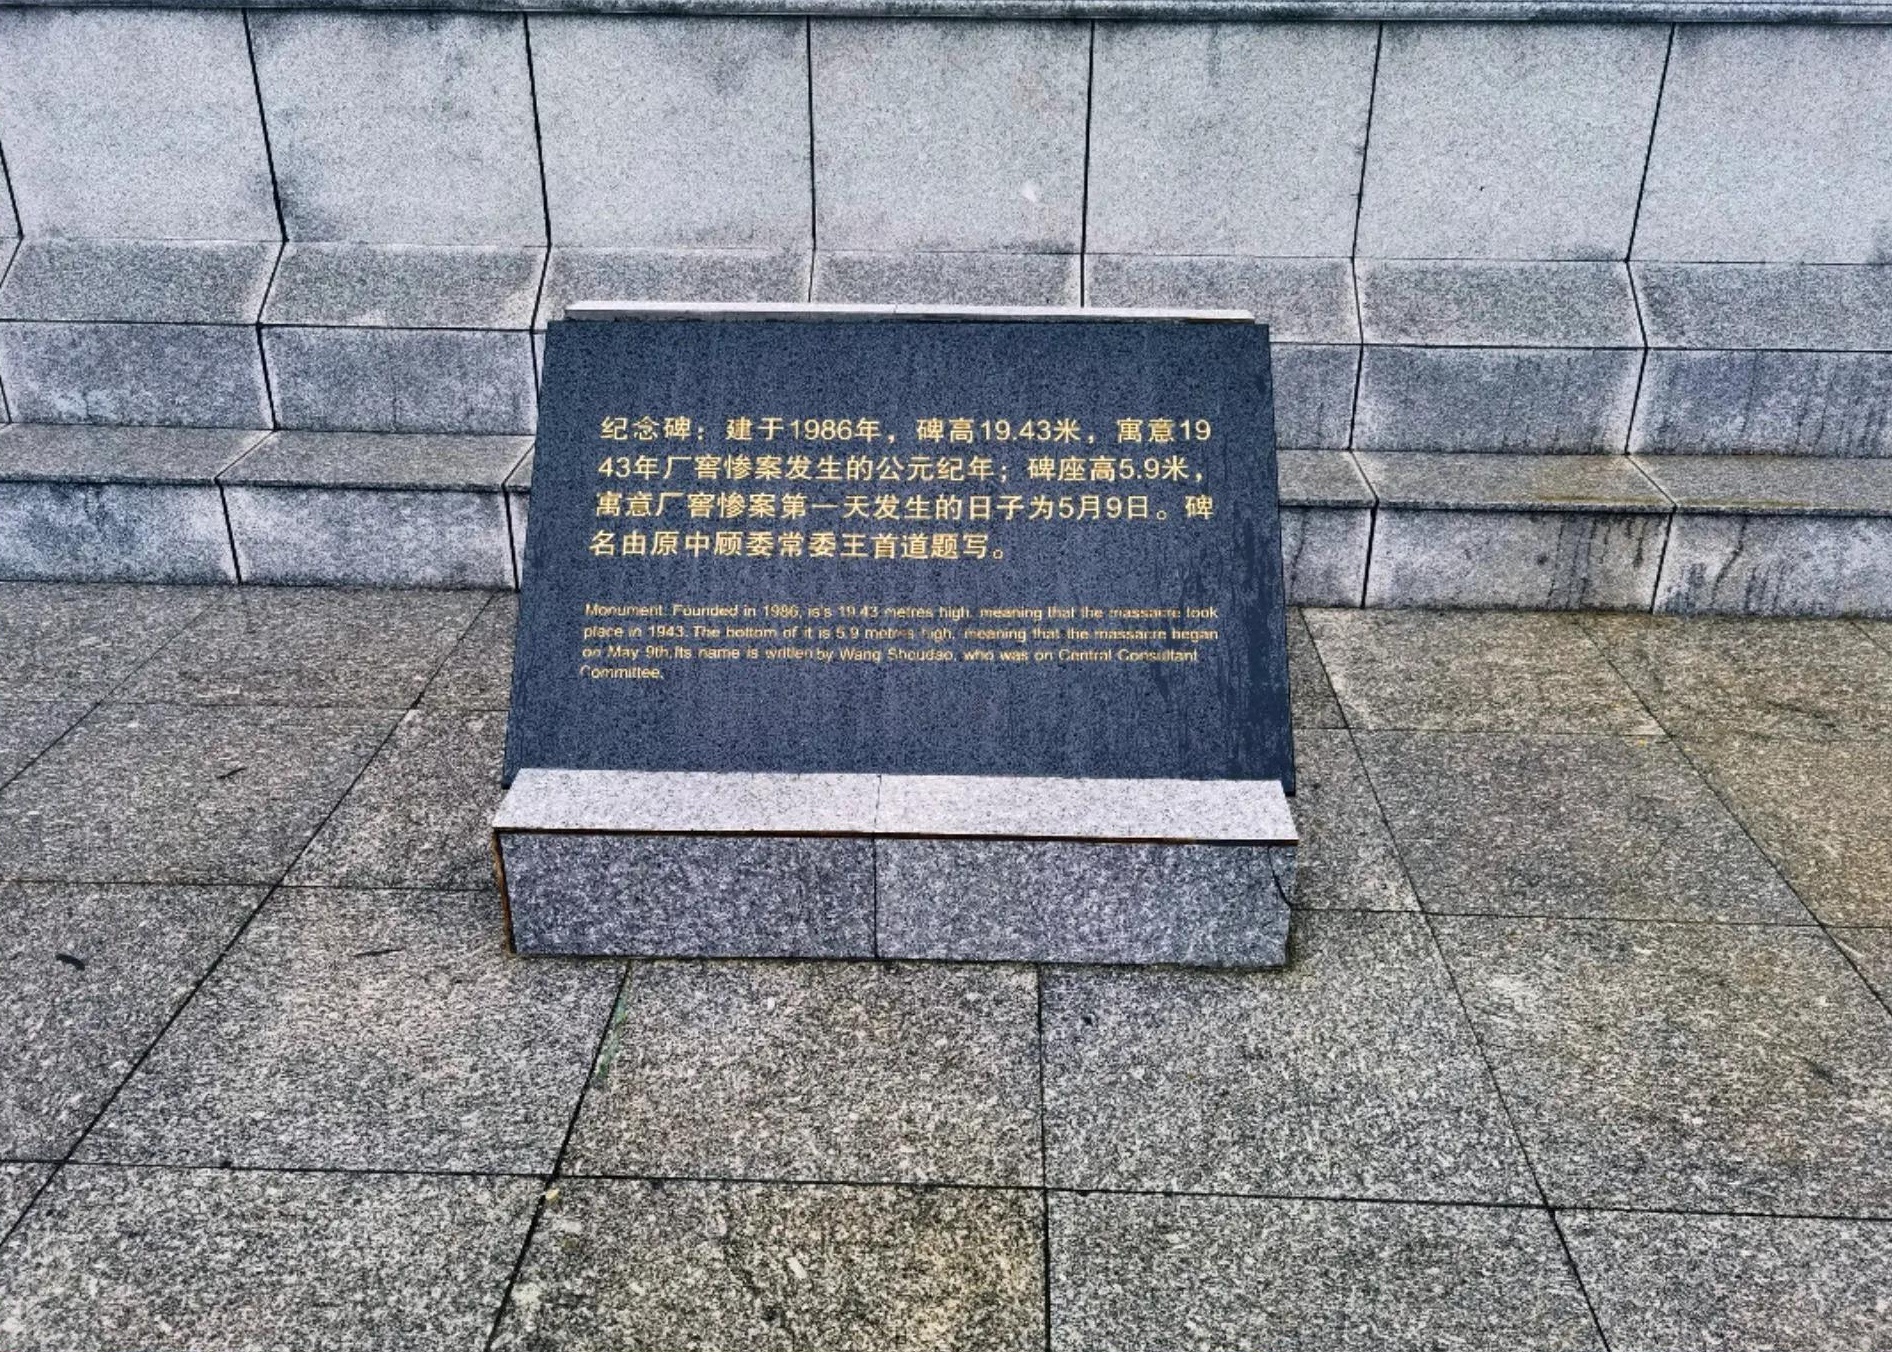 纪念碑：建于1986年，碑高19.43米，寓意19
43年厂窖惨案发生的公元纪年；碑座高5.9米，
寓意厂窖惨案第一天发生的日子为5月9日。碑
名由原中顾委常委王首道题写。
Monument: Founded in 1986, is's 19.43 metres high, meaning that the massacre took
place in 1943. The bottom of it is 5.9 metres high, meaning that the massacre began
on May 9th.Its name is written by Wang Shoudao, who was on Central Consultant
Committee.